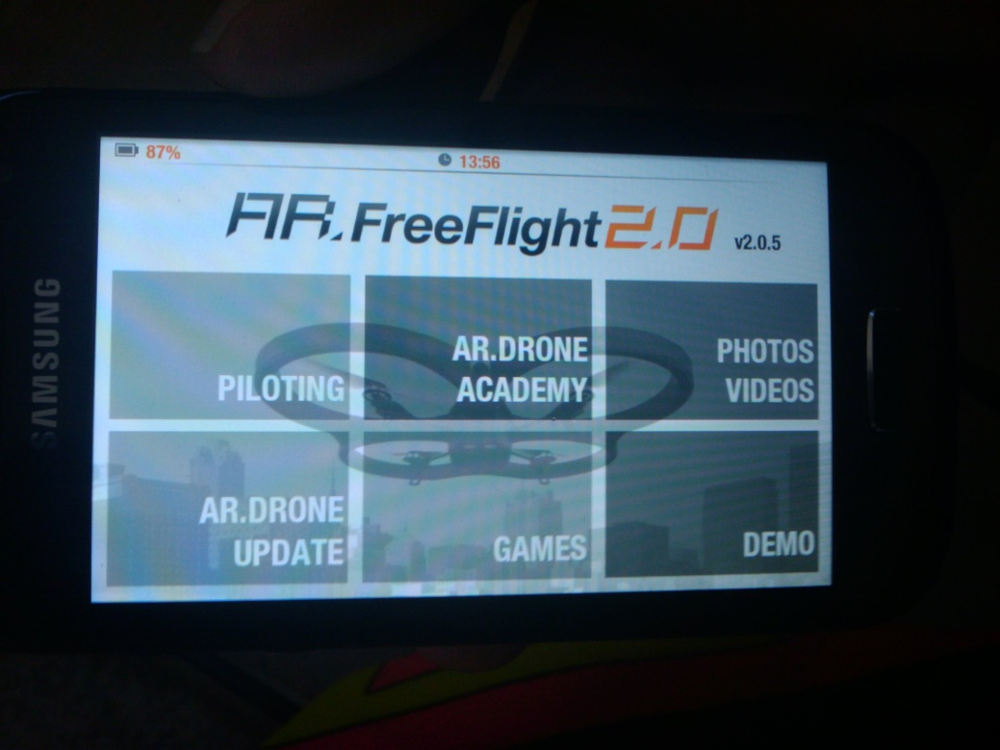 87%
13:56
AR.FreeFlight2.0 v2.0.5
PILOTING
AR.DRONE
ACADEMY
PHOTOS
VIDEOS
AR.DRONE
UPDATE
GAMES
DEMO
SAMSUNG